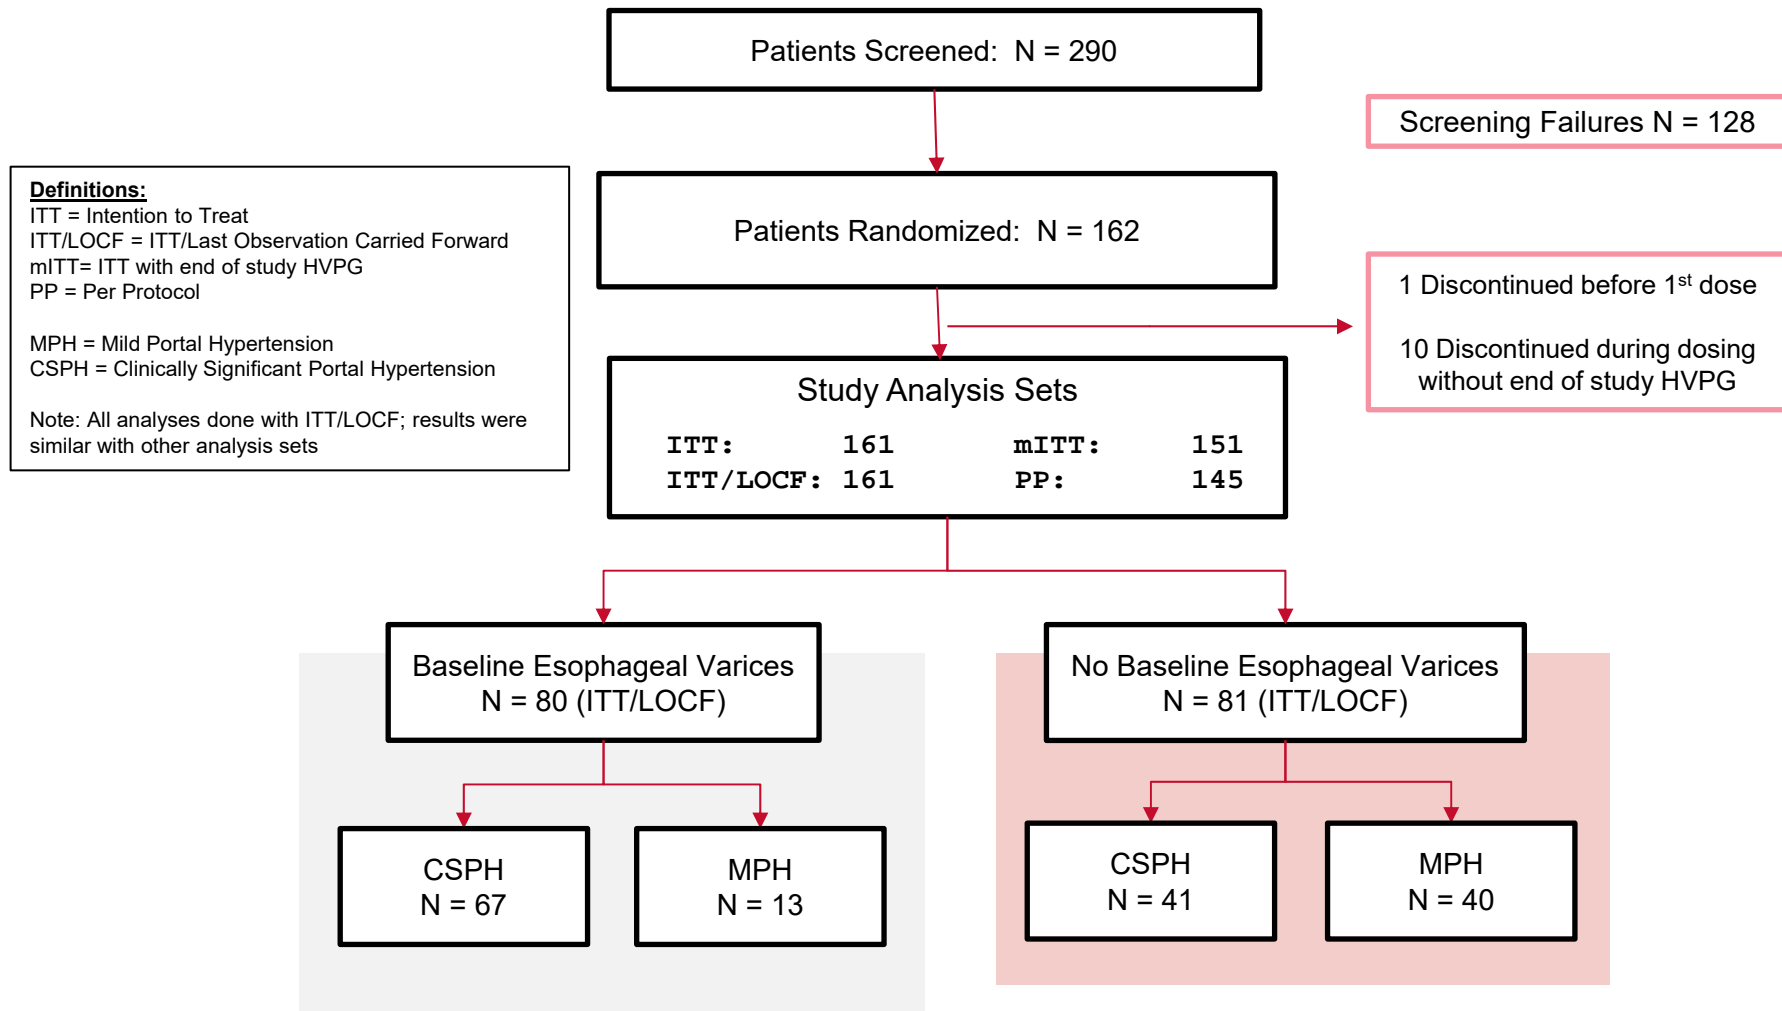 Patients Screened: N = 290
Screening Failures N = 128
Definitions:
ITT = Intention to Treat
ITT/LOCF = ITT/Last Observation Carried Forward
mITT= ITT with end of study HVPG
PP = Per Protocol
MPH = Mild Portal Hypertension
CSPH = Clinically Significant Portal Hypertension
Note: All analyses done with ITT/LOCF; results were
similar with other analysis sets
Patients Randomized: N = 162
1 Discontinued before 1st dose
10 Discontinued during dosing
without end of study HVPG
Study Analysis Sets
ITT: 161 mITT: 151
ITT/LOCF: 161 PP: 145
Baseline Esophageal Varices
N = 80 (ITT/LOCF)
No Baseline Esophageal Varices
N = 81 (ITT/LOCF)
CSPH
N = 67
MPH
N = 13
CSPH
N = 41
MPH
N = 40